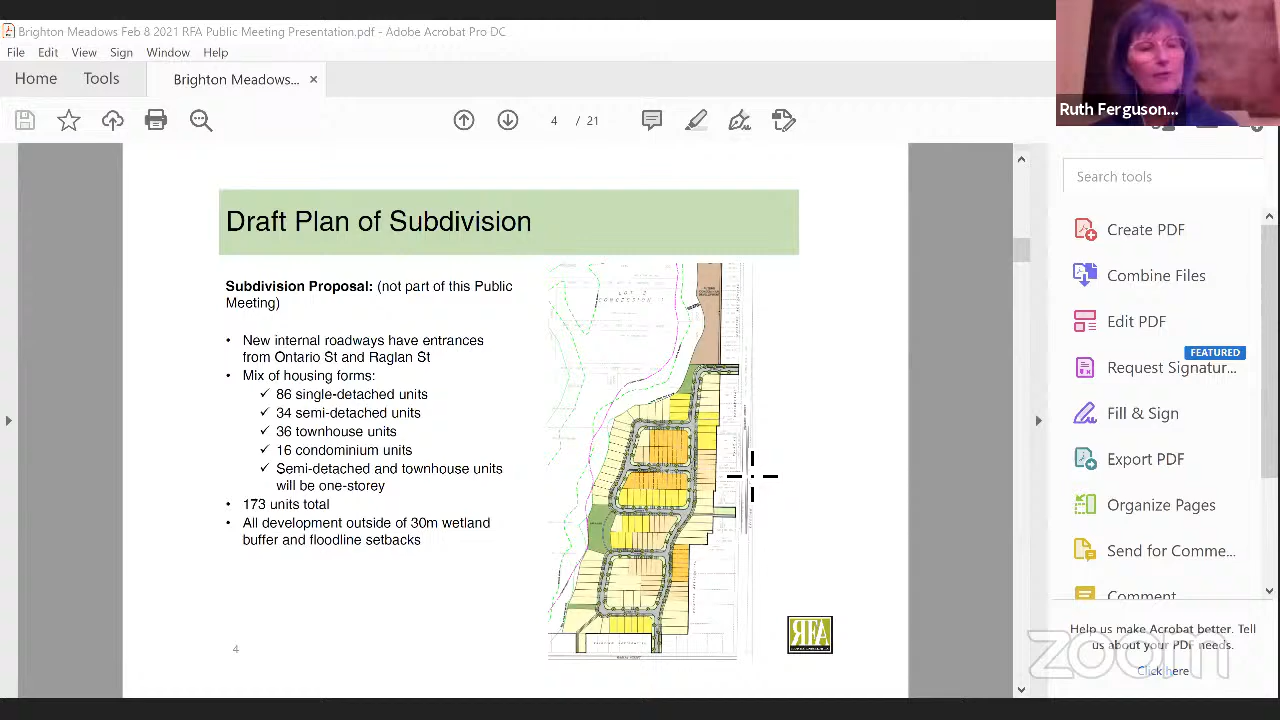 Brighton Meadows Feb 8 2021 RFA Public Meeting Presentation.pdf - Adobe Acrobat Pro DC
File Edit View Sign Window Help
Home Tools Brighton Meadows... ×
4 / 21
Ruth Ferguson...
Search tools
Create PDF
Combine Files
Edit PDF
FEATURED
Request Signatur...
Fill & Sign
Export PDF
Organize Pages
Send for Comme...
Comment
Help us make Acrobat better. Tell
us about your PDF needs.
Click here
zoom
Draft Plan of Subdivision
Subdivision Proposal: (not part of this Public
Meeting)
• New internal roadways have entrances
from Ontario St and Raglan St
• Mix of housing forms:
✓ 86 single-detached units
✓ 34 semi-detached units
✓ 36 townhouse units
✓ 16 condominium units
✓ Semi-detached and townhouse units
will be one-storey
• 173 units total
• All development outside of 30m wetland
buffer and floodline setbacks
4
RFA